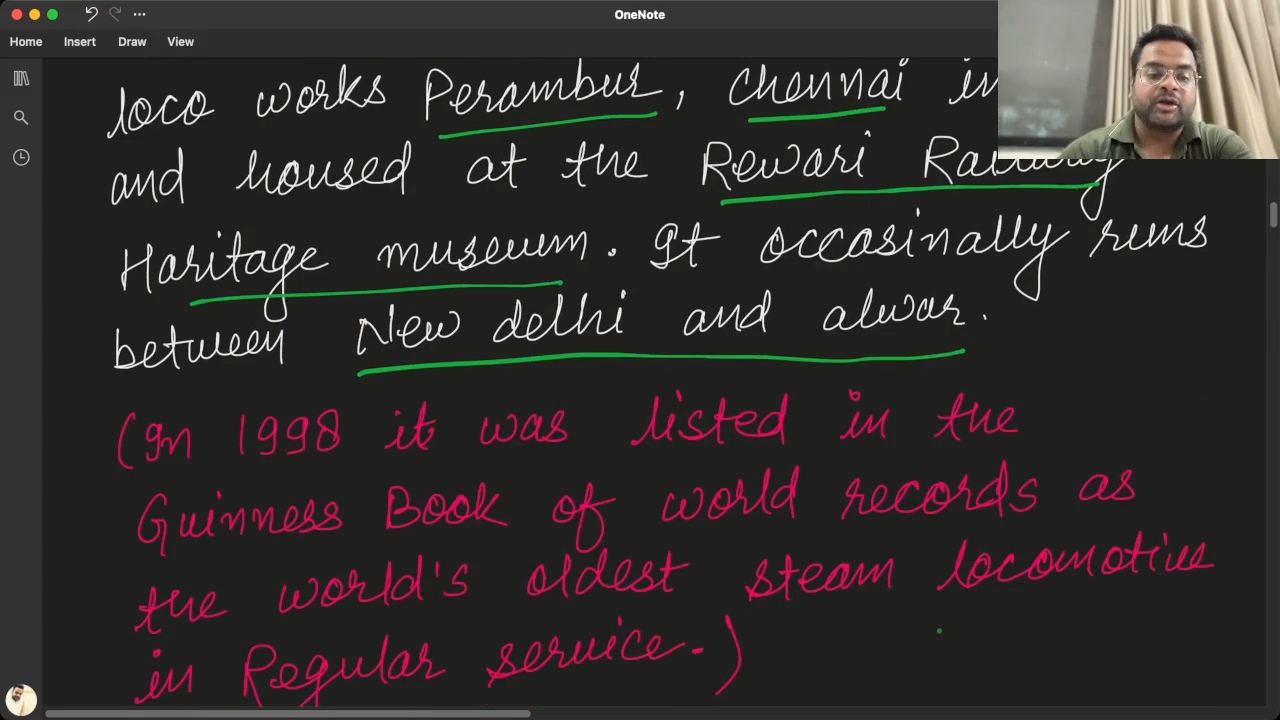 OneNote
Home Insert Draw View
loco works Perambur, Chennai in
and housed at the Rewari Railway
Haritage museum. It occasinally runs
between New delhi and alwar.
(In 1998 it was listed in the
Guinness Book of world records as
the world's oldest steam locomotive
in Regular service.)